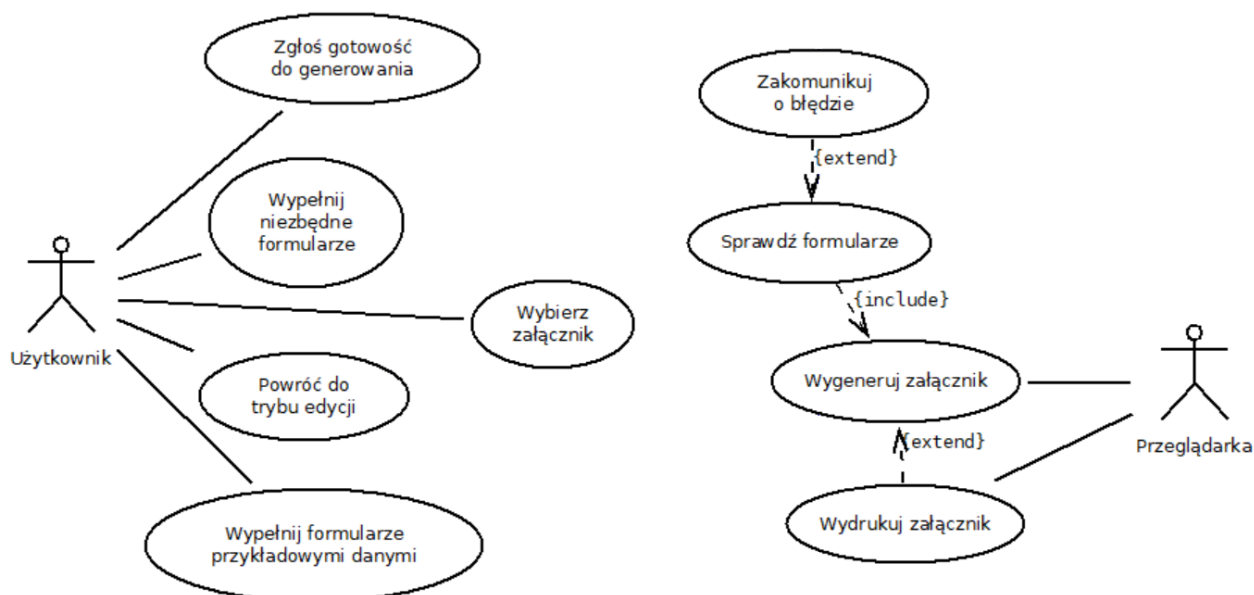 Zgłoś gotowość
do generowania
Wypełnij
niezbędne
formularze
Użytkownik
Wybierz
załącznik
Powróć do
trybu edycji
Wypełnij formularze
przykładowymi danymi
Zakomunikuj
o błędzie
{extend}
Sprawdź formularze
{include}
Wygeneruj załącznik
{extend}
Przeglądarka
Wydrukuj załącznik